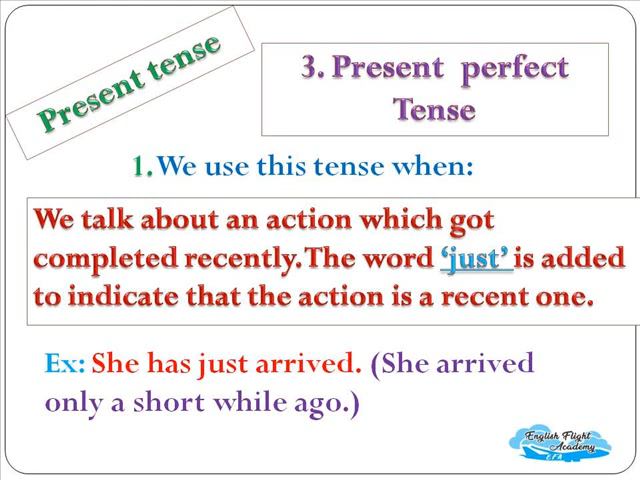 Present tense
3. Present perfect
Tense
1. We use this tense when:
We talk about an action which got
completed recently. The word ‘just’ is added
to indicate that the action is a recent one.
Ex: She has just arrived. (She arrived
only a short while ago.)
English Flight
Academy
E.F.A